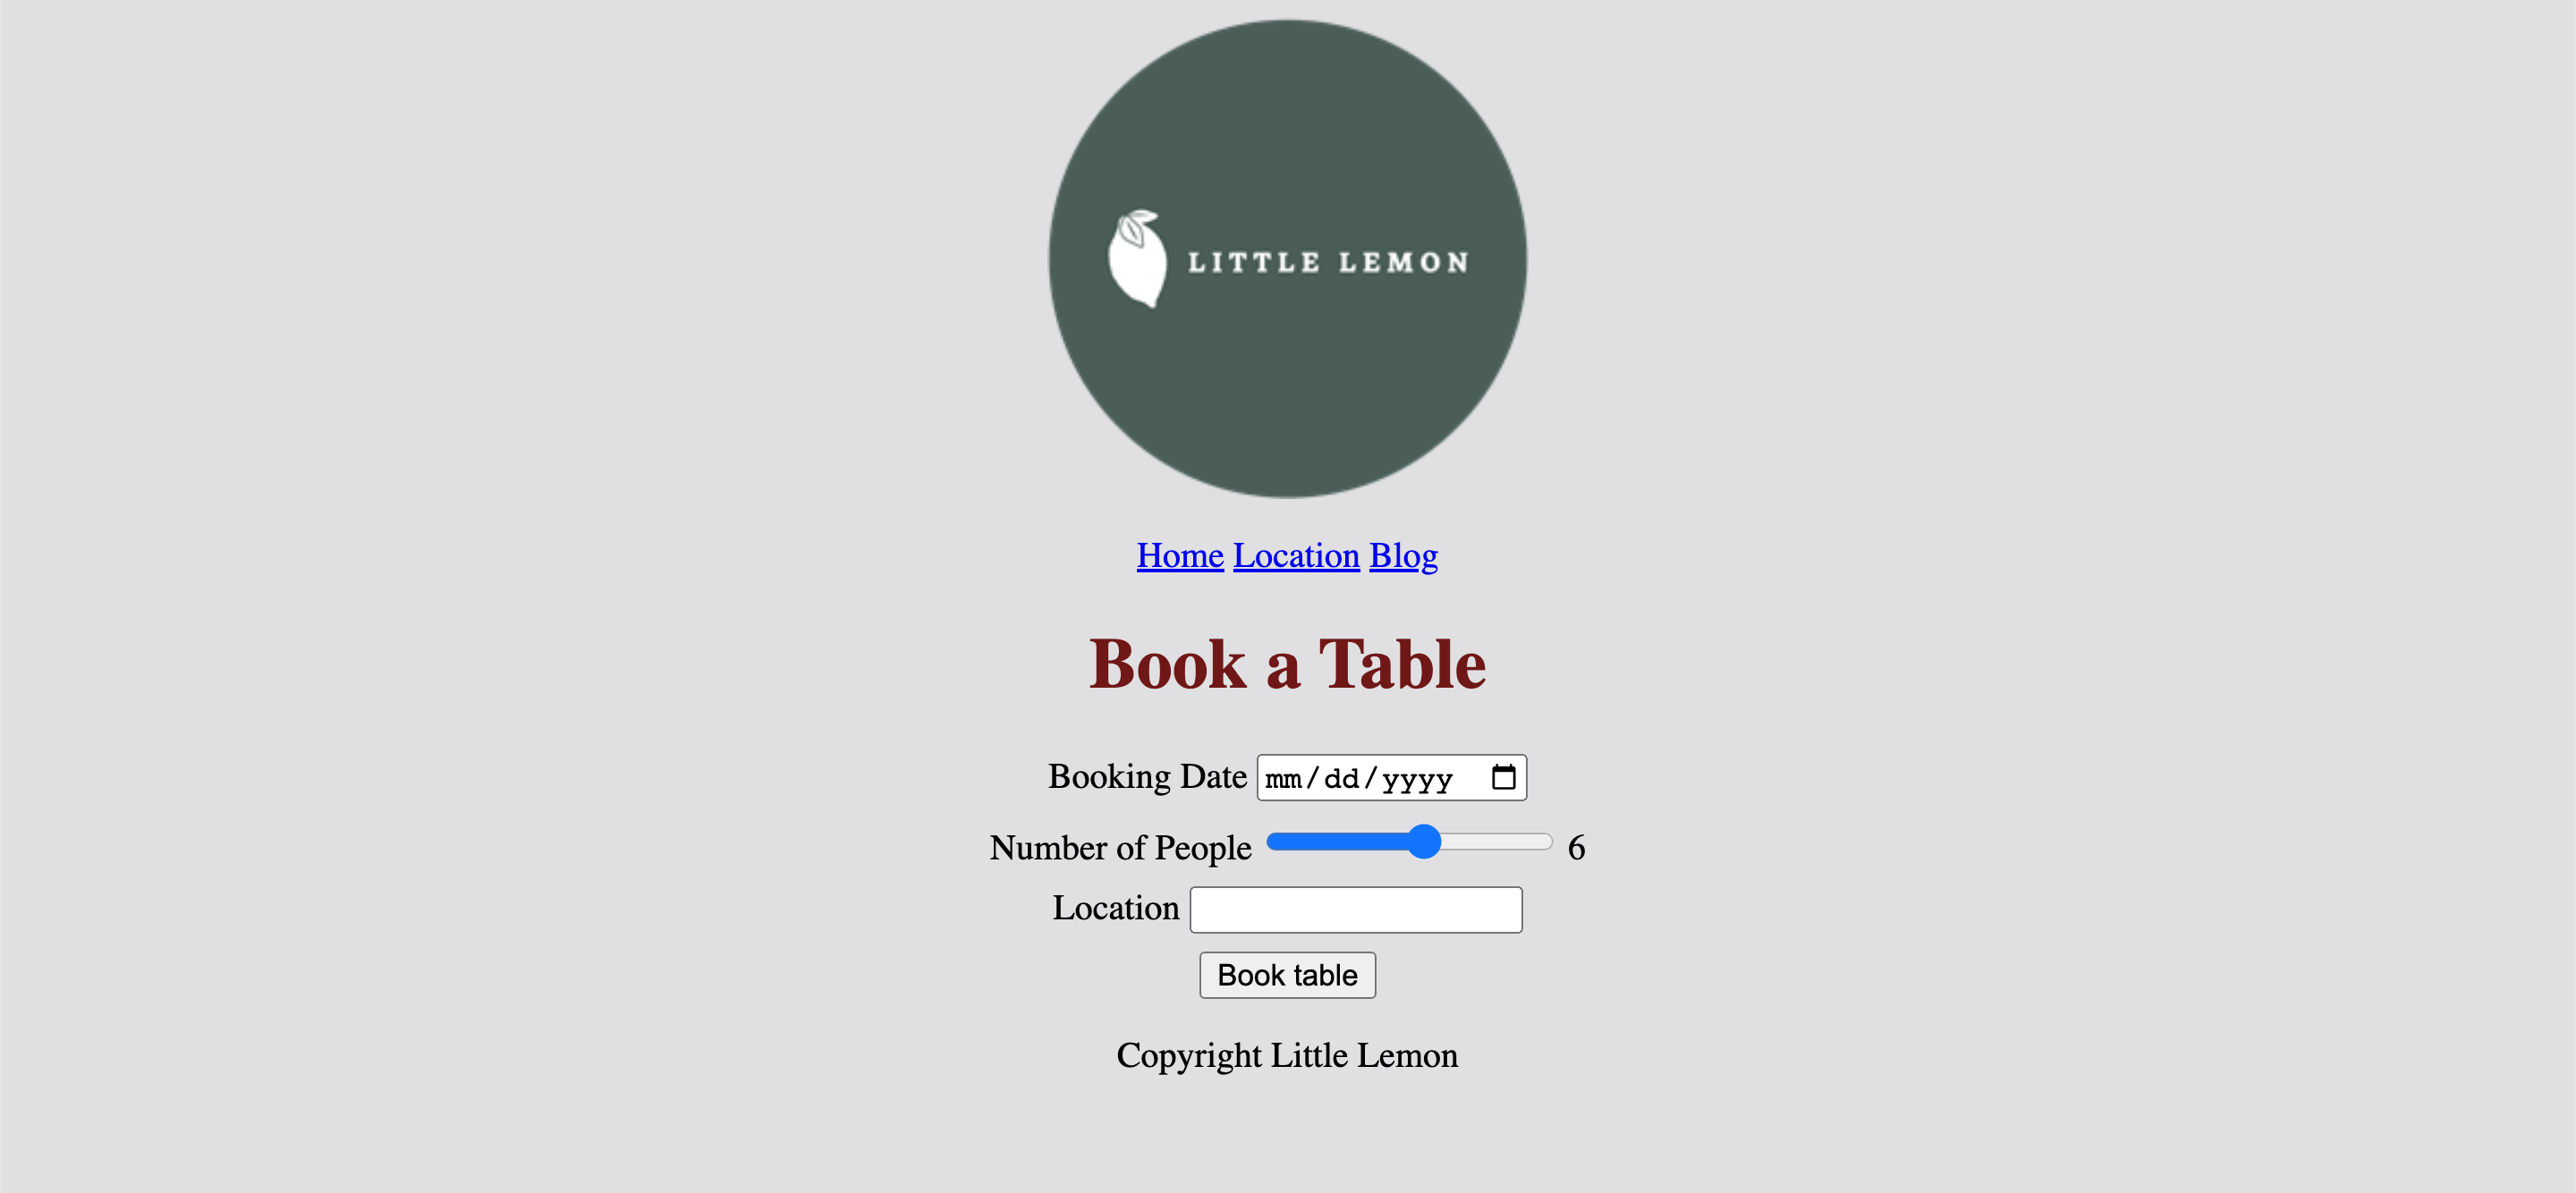 LITTLE LEMON
Home Location Blog
Book a Table
Booking Date mm/dd/yyyy
Number of People 6
Location
Book table
Copyright Little Lemon